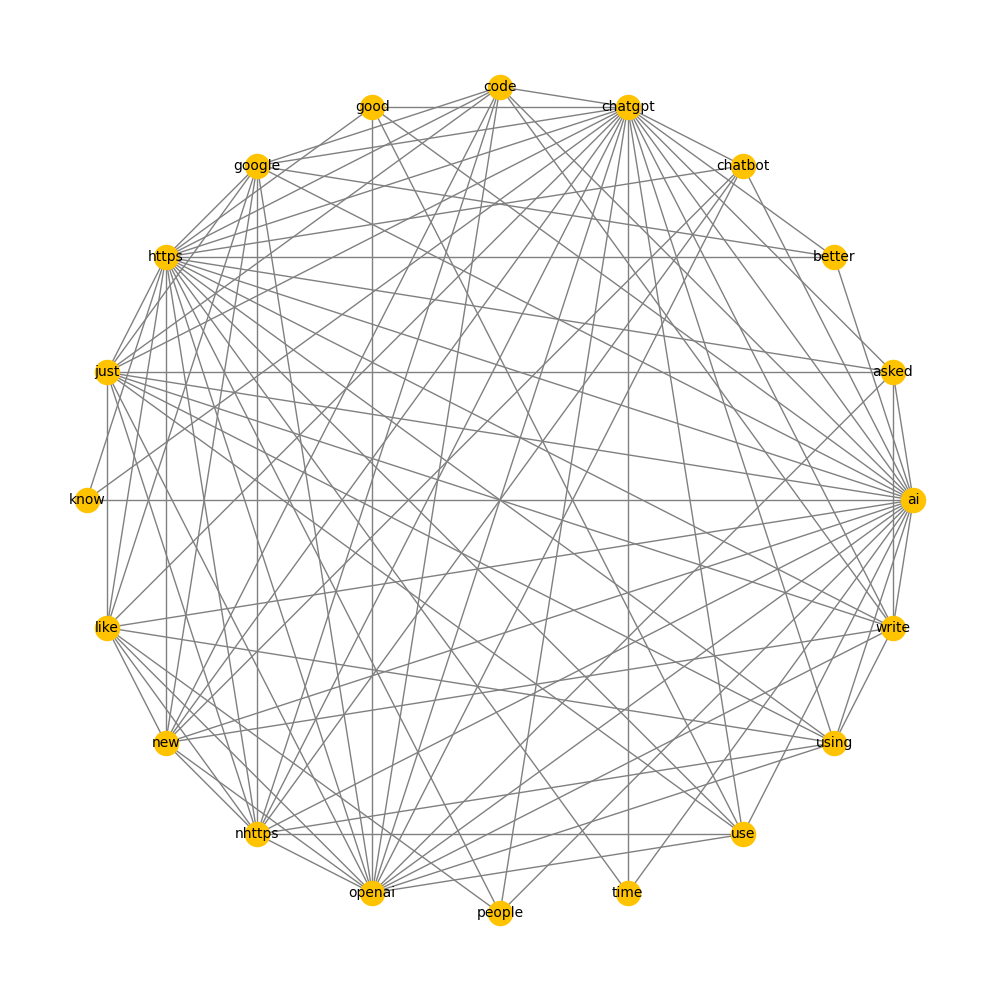 code
good
chatgpt
google
chatbot
https
better
just
asked
know
ai
like
write
new
using
nhttps
use
openai
time
people